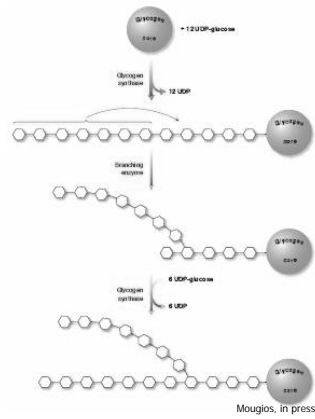 Glycogen
core
+ 12 UDP-glucose
Glycogen
synthase
12 UDP
Glycogen
core
Branching
enzyme
Glycogen
core
6 UDP-glucose
Glycogen
synthase
6 UDP
Glycogen
core
Mougios, in press